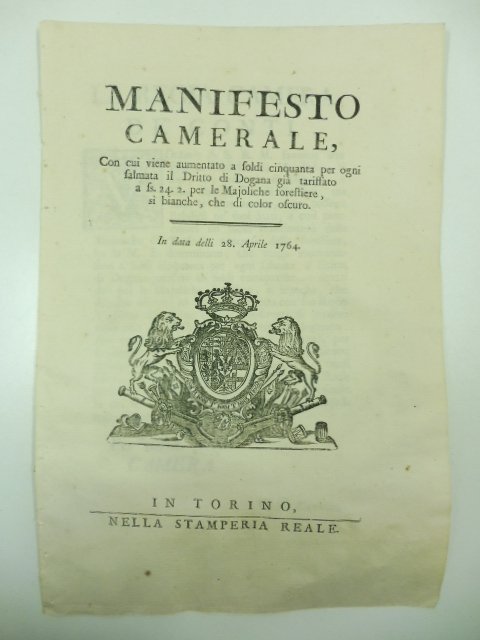 MANIFESTO
CAMERALE,
Con cui viene aumentato a ſoldi cinquanta per ogni
ſalmata il Dritto di Dogana già tariffato
a ſs. 24. 2. per le Majoliche foreſtiere,
si bianche, che di color oſcuro.
In data delli 28. Aprile 1764.
IN TORINO,
NELLA STAMPERIA REALE.